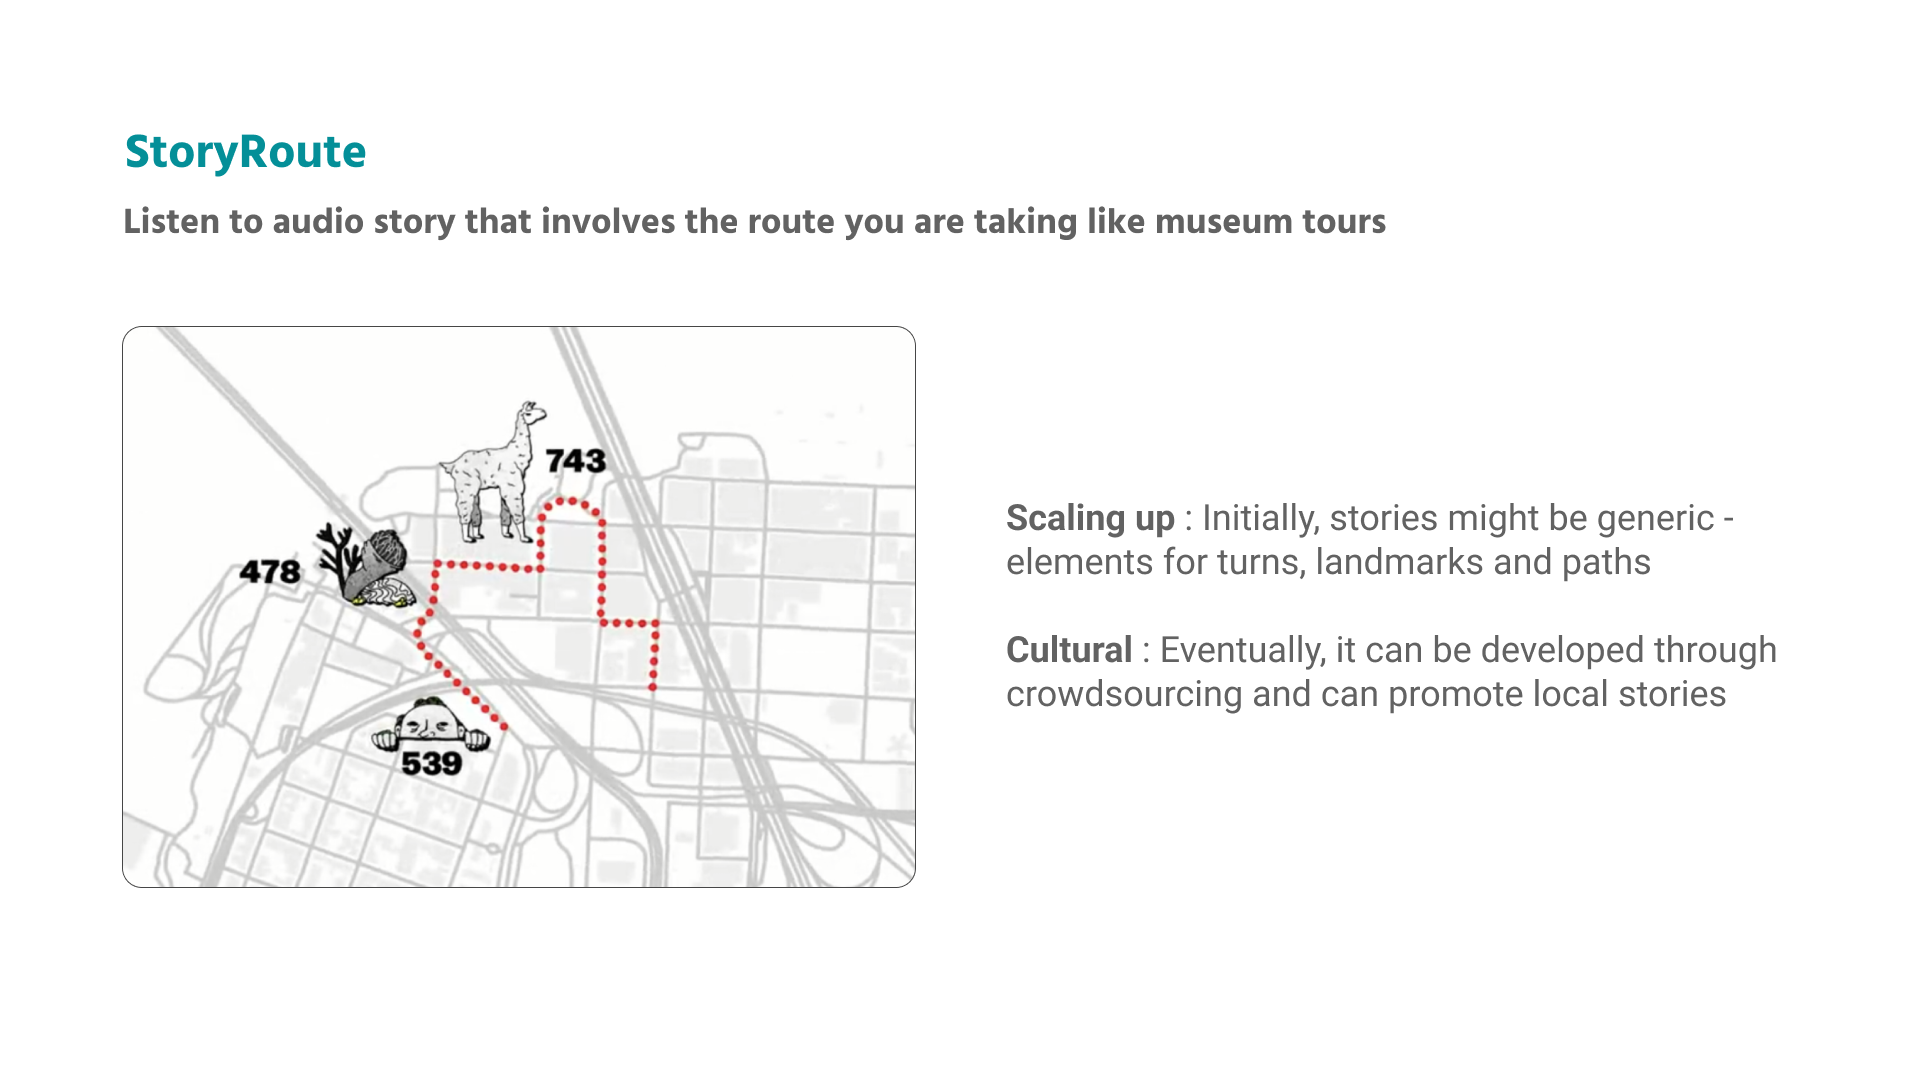 StoryRoute
Listen to audio story that involves the route you are taking like museum tours
743
478
539
Scaling up : Initially, stories might be generic -
elements for turns, landmarks and paths
Cultural : Eventually, it can be developed through
crowdsourcing and can promote local stories